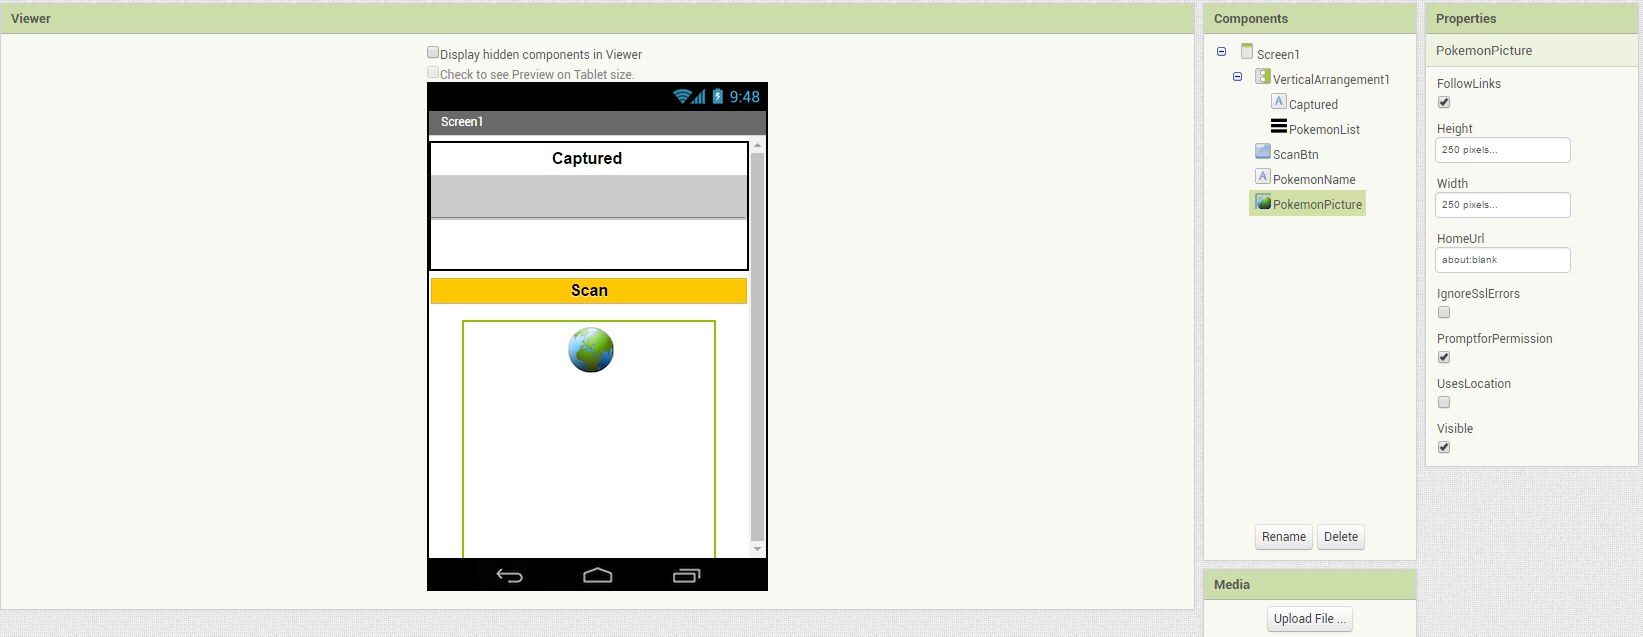 Viewer
Display hidden components in Viewer
Check to see Preview on Tablet size.
9:48
Screen1
Captured
Scan
Components
Screen1
VerticalArrangement1
A Captured
PokemonList
ScanBtn
A PokemonName
PokemonPicture
Rename Delete
Media
Upload File ...
Properties
PokemonPicture
FollowLinks
Height
250 pixels...
Width
250 pixels...
HomeUrl
about:blank
IgnoreSslErrors
PromptforPermission
UsesLocation
Visible